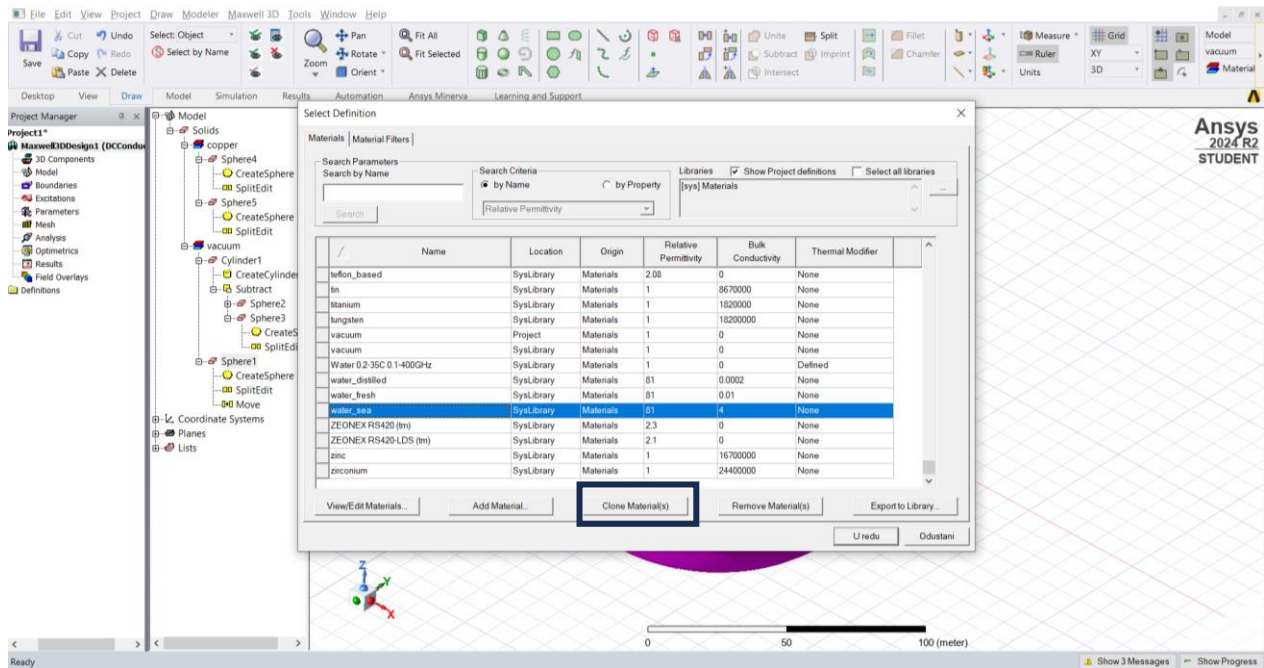 File Edit View Project Draw Modeler Maxwell 3D Tools Window Help
Save
Cut
Copy
Paste
Undo
Redo
Delete
Select: Object
Select by Name
Zoom
Pan
Rotate
Orient
Fit All
Fit Selected
Unite
Subtract
Intersect
Split
Imprint
Fillet
Chamfer
Measure
Ruler
Units
Grid
XY
3D
Model
vacuum
Material
Desktop View Draw Model Simulation Results Automation Ansys Minerva Learning and Support
Project Manager
Project1*
Maxwell3DDesign1 (DCCondu
3D Components
Model
Boundaries
Excitations
Parameters
Mesh
Analysis
Optimetrics
Results
Field Overlays
Definitions
Model
Solids
copper
Sphere4
CreateSphere
SplitEdit
Sphere5
CreateSphere
SplitEdit
vacuum
Cylinder1
CreateCylinde
Subtract
Sphere2
Sphere3
CreateS
SplitEdi
Sphere1
CreateSphere
SplitEdit
Move
Coordinate Systems
Planes
Lists
Select Definition
Materials Material Filters
Search Parameters
Search by Name
Search
Search Criteria
by Name by Property
Relative Permittivity
Libraries Show Project definitions Select all libraries
[sys] Materials
...
/ Name Location Origin Relative Permittivity Bulk Conductivity Thermal Modifier
teflon_based SysLibrary Materials 2.08 0 None
tin SysLibrary Materials 1 8670000 None
titanium SysLibrary Materials 1 1820000 None
tungsten SysLibrary Materials 1 18200000 None
vacuum Project Materials 1 0 None
vacuum SysLibrary Materials 1 0 None
Water 0.2-35C 0.1-400GHz SysLibrary Materials 1 0 Defined
water_distilled SysLibrary Materials 81 0.0002 None
water_fresh SysLibrary Materials 81 0.01 None
water_sea SysLibrary Materials 81 4 None
ZEONEX RS420 (tm) SysLibrary Materials 2.3 0 None
ZEONEX RS420-LDS (tm) SysLibrary Materials 2.1 0 None
zinc SysLibrary Materials 1 16700000 None
zirconium SysLibrary Materials 1 24400000 None
View/Edit Materials... Add Material... Clone Material(s) Remove Material(s) Export to Library...
U redu Odustani
Ansys
2024 R2
STUDENT
Z
Y
X
0 50 100 (meter)
Ready
Show 3 Messages Show Progress